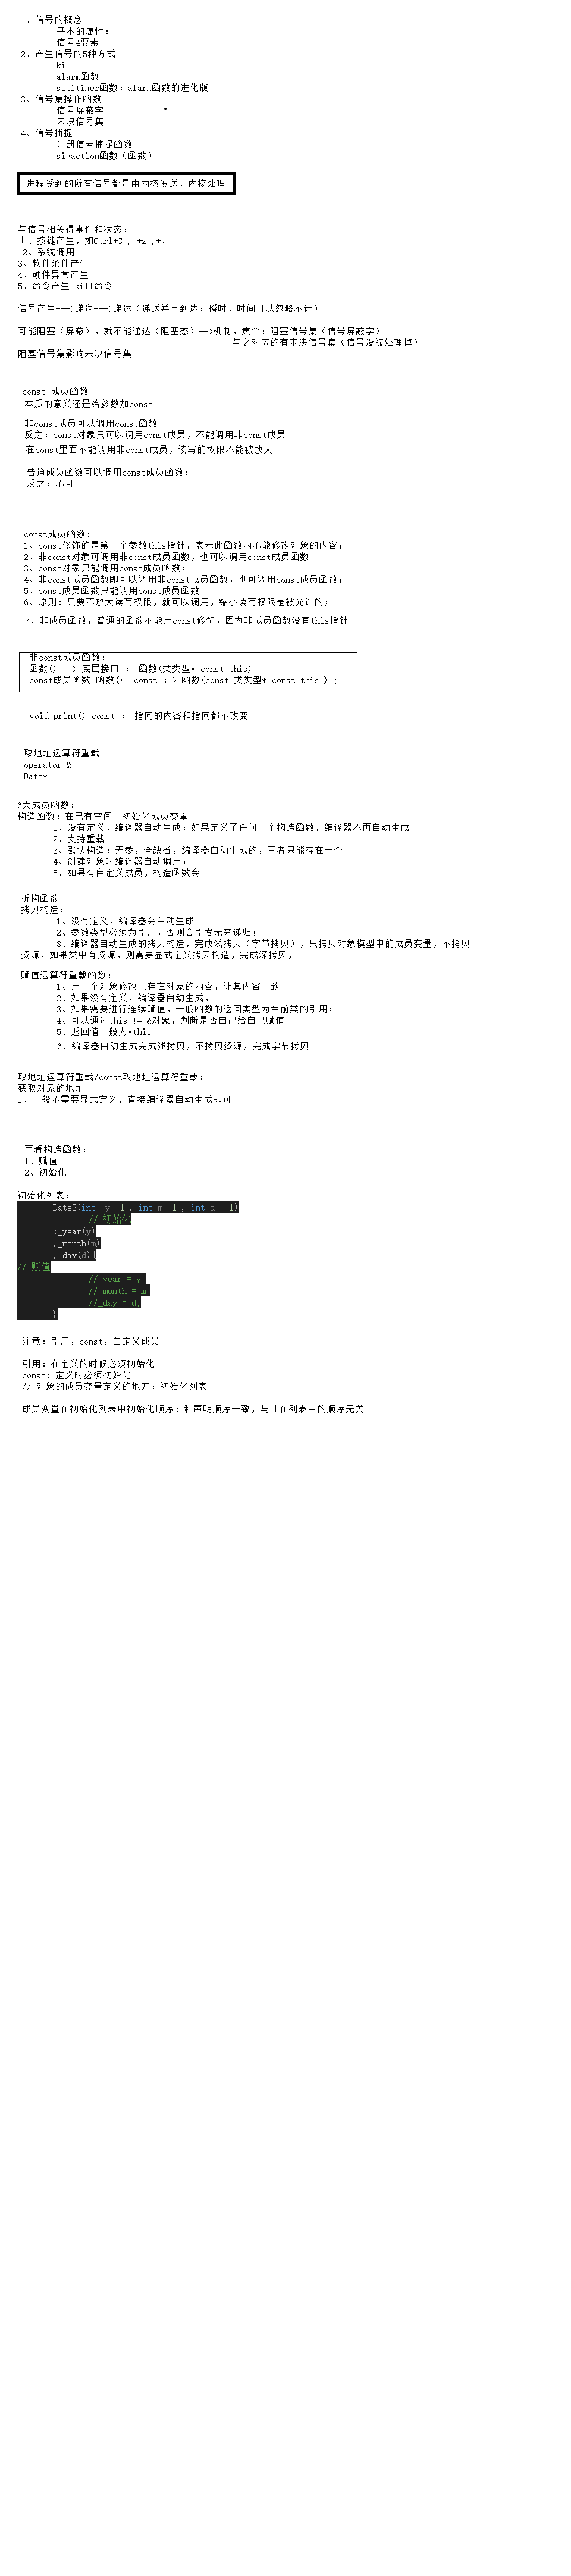 1、信号的概念
基本的属性：
信号4要素
2、产生信号的5种方式
kill
alarm函数
setitimer函数：alarm函数的进化版
3、信号集操作函数
信号屏蔽字
未决信号集
4、信号捕捉
注册信号捕捉函数
sigaction函数（函数）
进程受到的所有信号都是由内核发送，内核处理
与信号相关得事件和状态：
1、按键产生，如Ctrl+C , +z ,+、
2、系统调用
3、软件条件产生
4、硬件异常产生
5、命令产生 kill命令
信号产生--->递送--->递达（递送并且到达：瞬时，时间可以忽略不计）
可能阻塞（屏蔽），就不能递达（阻塞态）-->机制，集合：阻塞信号集（信号屏蔽字）
与之对应的有未决信号集（信号没被处理掉）
阻塞信号集影响未决信号集
const 成员函数
本质的意义还是给参数加const
非const成员可以调用const函数
反之：const对象只可以调用const成员，不能调用非const成员
在const里面不能调用非const成员，读写的权限不能被放大
普通成员函数可以调用const成员函数：
反之：不可
const成员函数：
1、const修饰的是第一个参数this指针，表示此函数内不能修改对象的内容；
2、非const对象可调用非const成员函数，也可以调用const成员函数
3、const对象只能调用const成员函数；
4、非const成员函数即可以调用非const成员函数，也可调用const成员函数；
5、const成员函数只能调用const成员函数
6、原则：只要不放大读写权限，就可以调用，缩小读写权限是被允许的；
7、非成员函数，普通的函数不能用const修饰，因为非成员函数没有this指针
非const成员函数：
函数() ==> 底层接口 ： 函数(类类型* const this)
const成员函数 函数() const ：> 函数(const 类类型* const this ) ；
void print() const ： 指向的内容和指向都不改变
取地址运算符重载
operator &
Date*
6大成员函数：
构造函数：在已有空间上初始化成员变量
1、没有定义，编译器自动生成；如果定义了任何一个构造函数，编译器不再自动生成
2、支持重载
3、默认构造：无参，全缺省，编译器自动生成的，三者只能存在一个
4、创建对象时编译器自动调用；
5、如果有自定义成员，构造函数会
析构函数
拷贝构造：
1、没有定义，编译器会自动生成
2、参数类型必须为引用，否则会引发无穷递归；
3、编译器自动生成的拷贝构造，完成浅拷贝（字节拷贝），只拷贝对象模型中的成员变量，不拷贝
资源，如果类中有资源，则需要显式定义拷贝构造，完成深拷贝，
赋值运算符重载函数：
1、用一个对象修改已存在对象的内容，让其内容一致
2、如果没有定义，编译器自动生成，
3、如果需要进行连续赋值，一般函数的返回类型为当前类的引用；
4、可以通过this != &对象，判断是否自己给自己赋值
5、返回值一般为*this
6、编译器自动生成完成浅拷贝，不拷贝资源，完成字节拷贝
取地址运算符重载/const取地址运算符重载：
获取对象的地址
1、一般不需要显式定义，直接编译器自动生成即可
再看构造函数：
1、赋值
2、初始化
初始化列表：
Date2(int y =1 , int m =1 , int d = 1)
// 初始化
:_year(y)
,_month(m)
,_day(d){
// 赋值
//_year = y;
//_month = m;
//_day = d;
}
注意：引用，const，自定义成员
引用：在定义的时候必须初始化
const：定义时必须初始化
// 对象的成员变量定义的地方：初始化列表
成员变量在初始化列表中初始化顺序：和声明顺序一致，与其在列表中的顺序无关